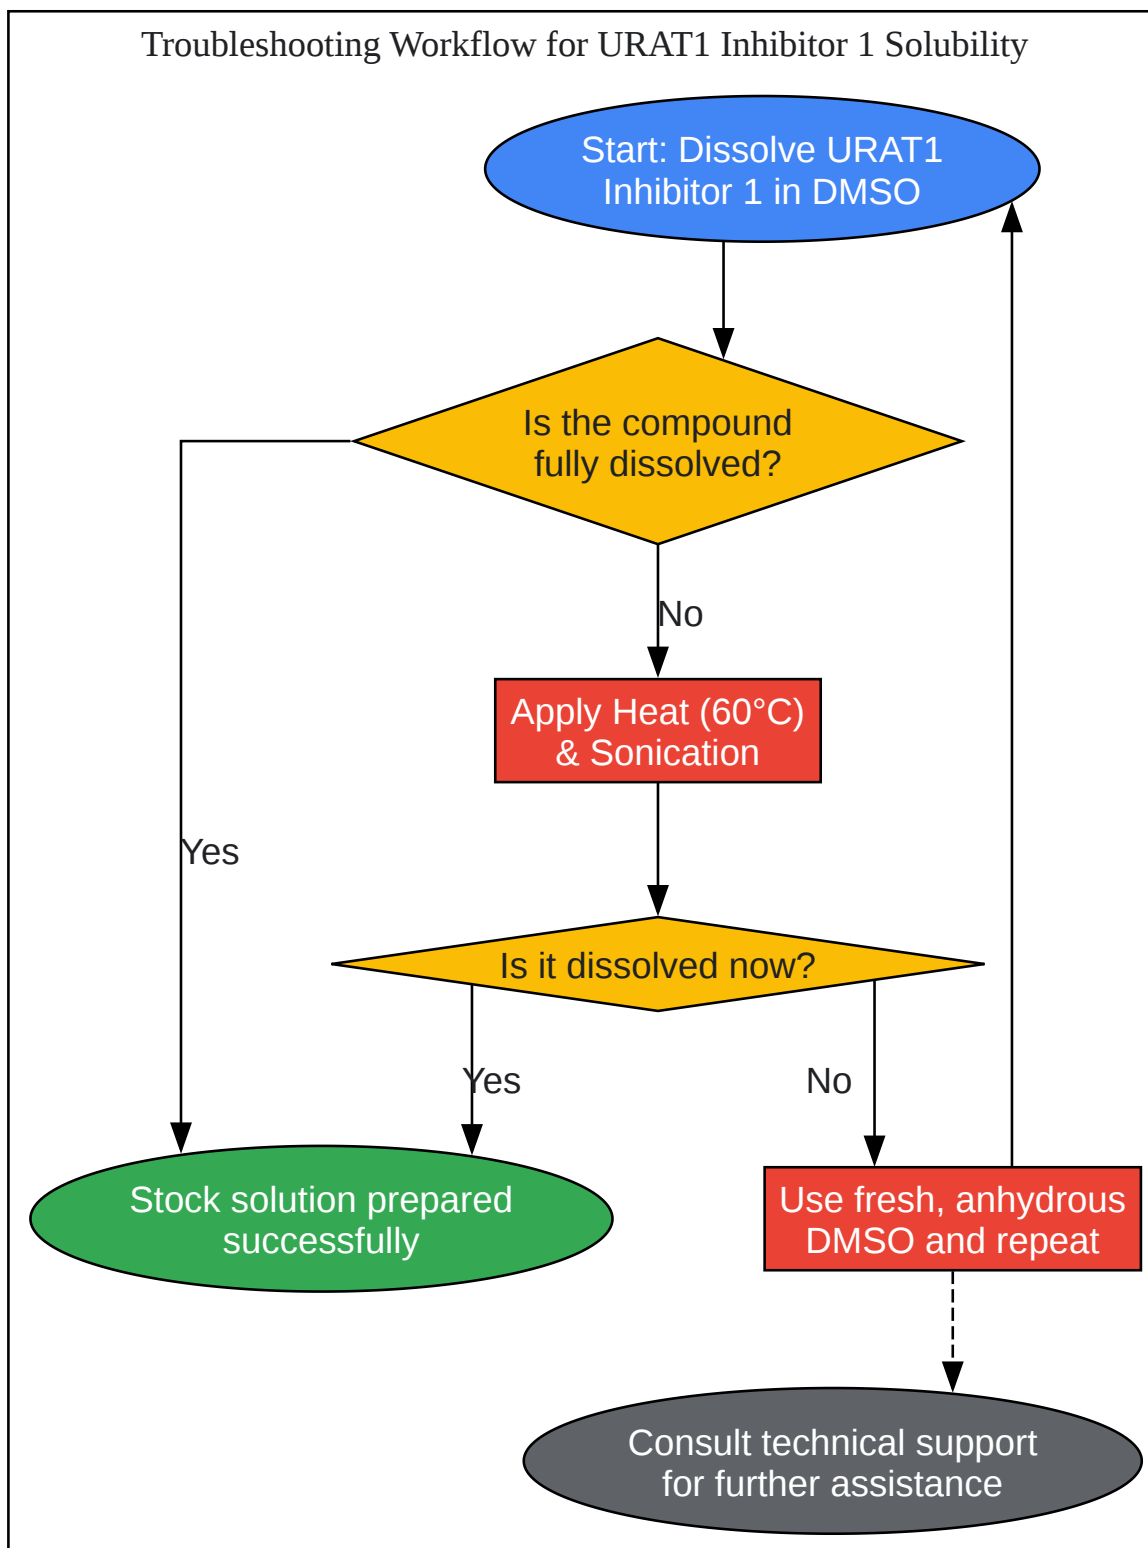 Troubleshooting Workflow for URAT1 Inhibitor 1 Solubility
Start: Dissolve URAT1
Inhibitor 1 in DMSO
Is the compound
fully dissolved?
No
Apply Heat (60°C)
& Sonication
Yes
Is it dissolved now?
Yes
No
Stock solution prepared
successfully
Use fresh, anhydrous
DMSO and repeat
Consult technical support
for further assistance